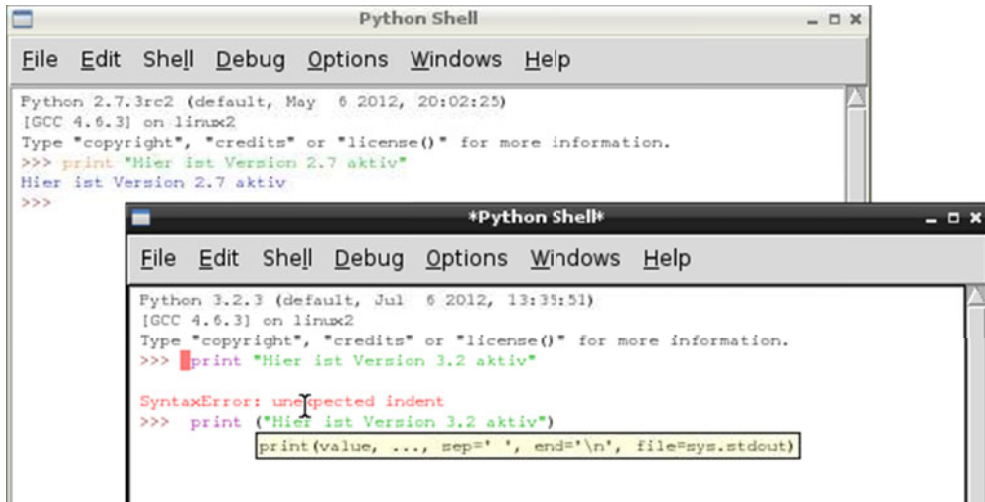 Python Shell
File Edit Shell Debug Options Windows Help
Python 2.7.3rc2 (default, May  6 2012, 20:02:25)
[GCC 4.6.3] on linux2
Type "copyright", "credits" or "license()" for more information.
>>> print "Hier ist Version 2.7 aktiv"
Hier ist Version 2.7 aktiv
>>>
*Python Shell*
File Edit Shell Debug Options Windows Help
Python 3.2.3 (default, Jul  6 2012, 13:35:51)
[GCC 4.6.3] on linux2
Type "copyright", "credits" or "license()" for more information.
>>>  print "Hier ist Version 3.2 aktiv"
SyntaxError: unexpected indent
>>>  print ("Hier ist Version 3.2 aktiv")
print(value, ..., sep=' ', end='\n', file=sys.stdout)